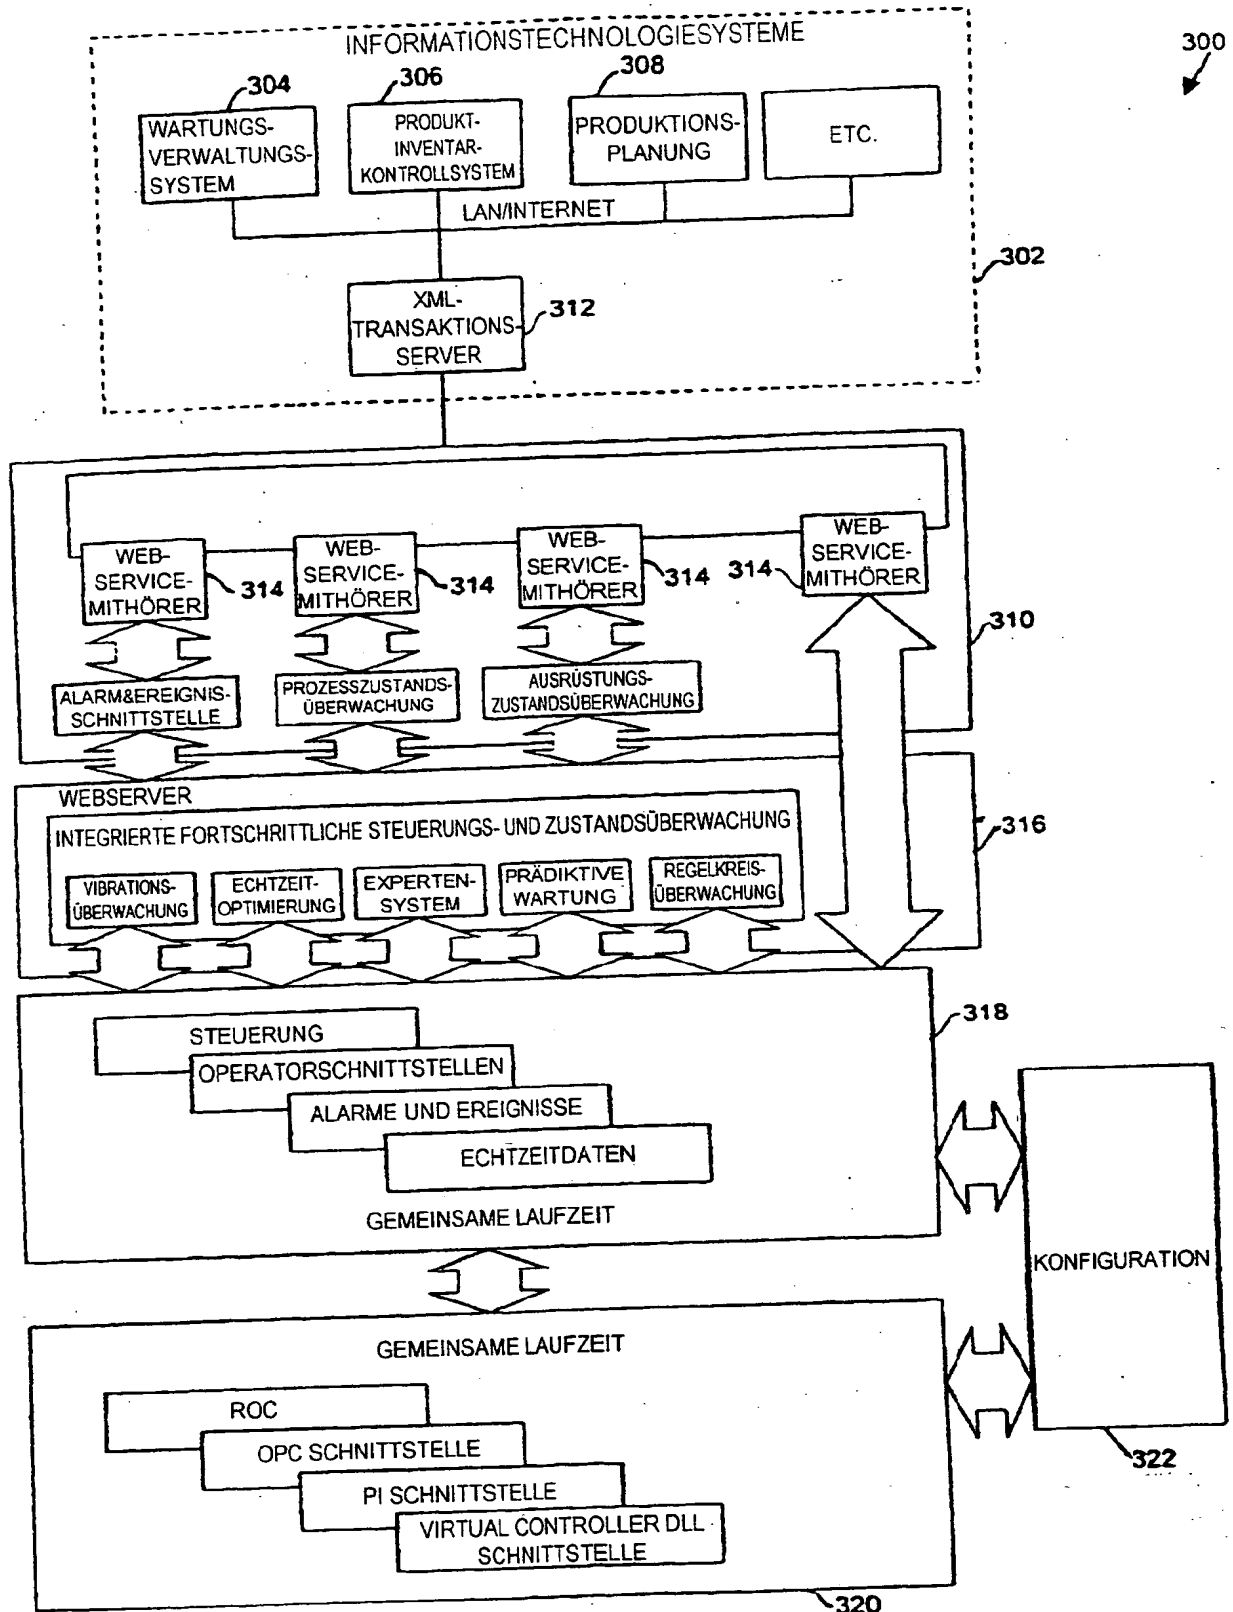 INFORMATIONSTECHNOLOGIESYSTEME
300
304
306
308
WARTUNGS-
VERWALTUNGS-
SYSTEM
PRODUKT-
INVENTAR-
KONTROLLSYSTEM
PRODUKTIONS-
PLANUNG
ETC.
LAN/INTERNET
302
XML-
TRANSAKTIONS-
SERVER
312
WEB-
SERVICE-
MITHÖRER
314
WEB-
SERVICE-
MITHÖRER
314
WEB-
SERVICE-
MITHÖRER
314
314
WEB-
SERVICE-
MITHÖRER
310
ALARM&EREIGNIS-
SCHNITTSTELLE
PROZESSZUSTANDS-
ÜBERWACHUNG
AUSRÜSTUNGS-
ZUSTANDSÜBERWACHUNG
WEBSERVER
316
INTEGRIERTE FORTSCHRITTLICHE STEUERUNGS- UND ZUSTANDSÜBERWACHUNG
VIBRATIONS-
ÜBERWACHUNG
ECHTZEIT-
OPTIMIERUNG
EXPERTEN-
SYSTEM
PRÄDIKTIVE
WARTUNG
REGELKREIS-
ÜBERWACHUNG
318
STEUERUNG
OPERATORSCHNITTSTELLEN
ALARME UND EREIGNISSE
ECHTZEITDATEN
GEMEINSAME LAUFZEIT
KONFIGURATION
322
GEMEINSAME LAUFZEIT
ROC
OPC SCHNITTSTELLE
PI SCHNITTSTELLE
VIRTUAL CONTROLLER DLL
SCHNITTSTELLE
320